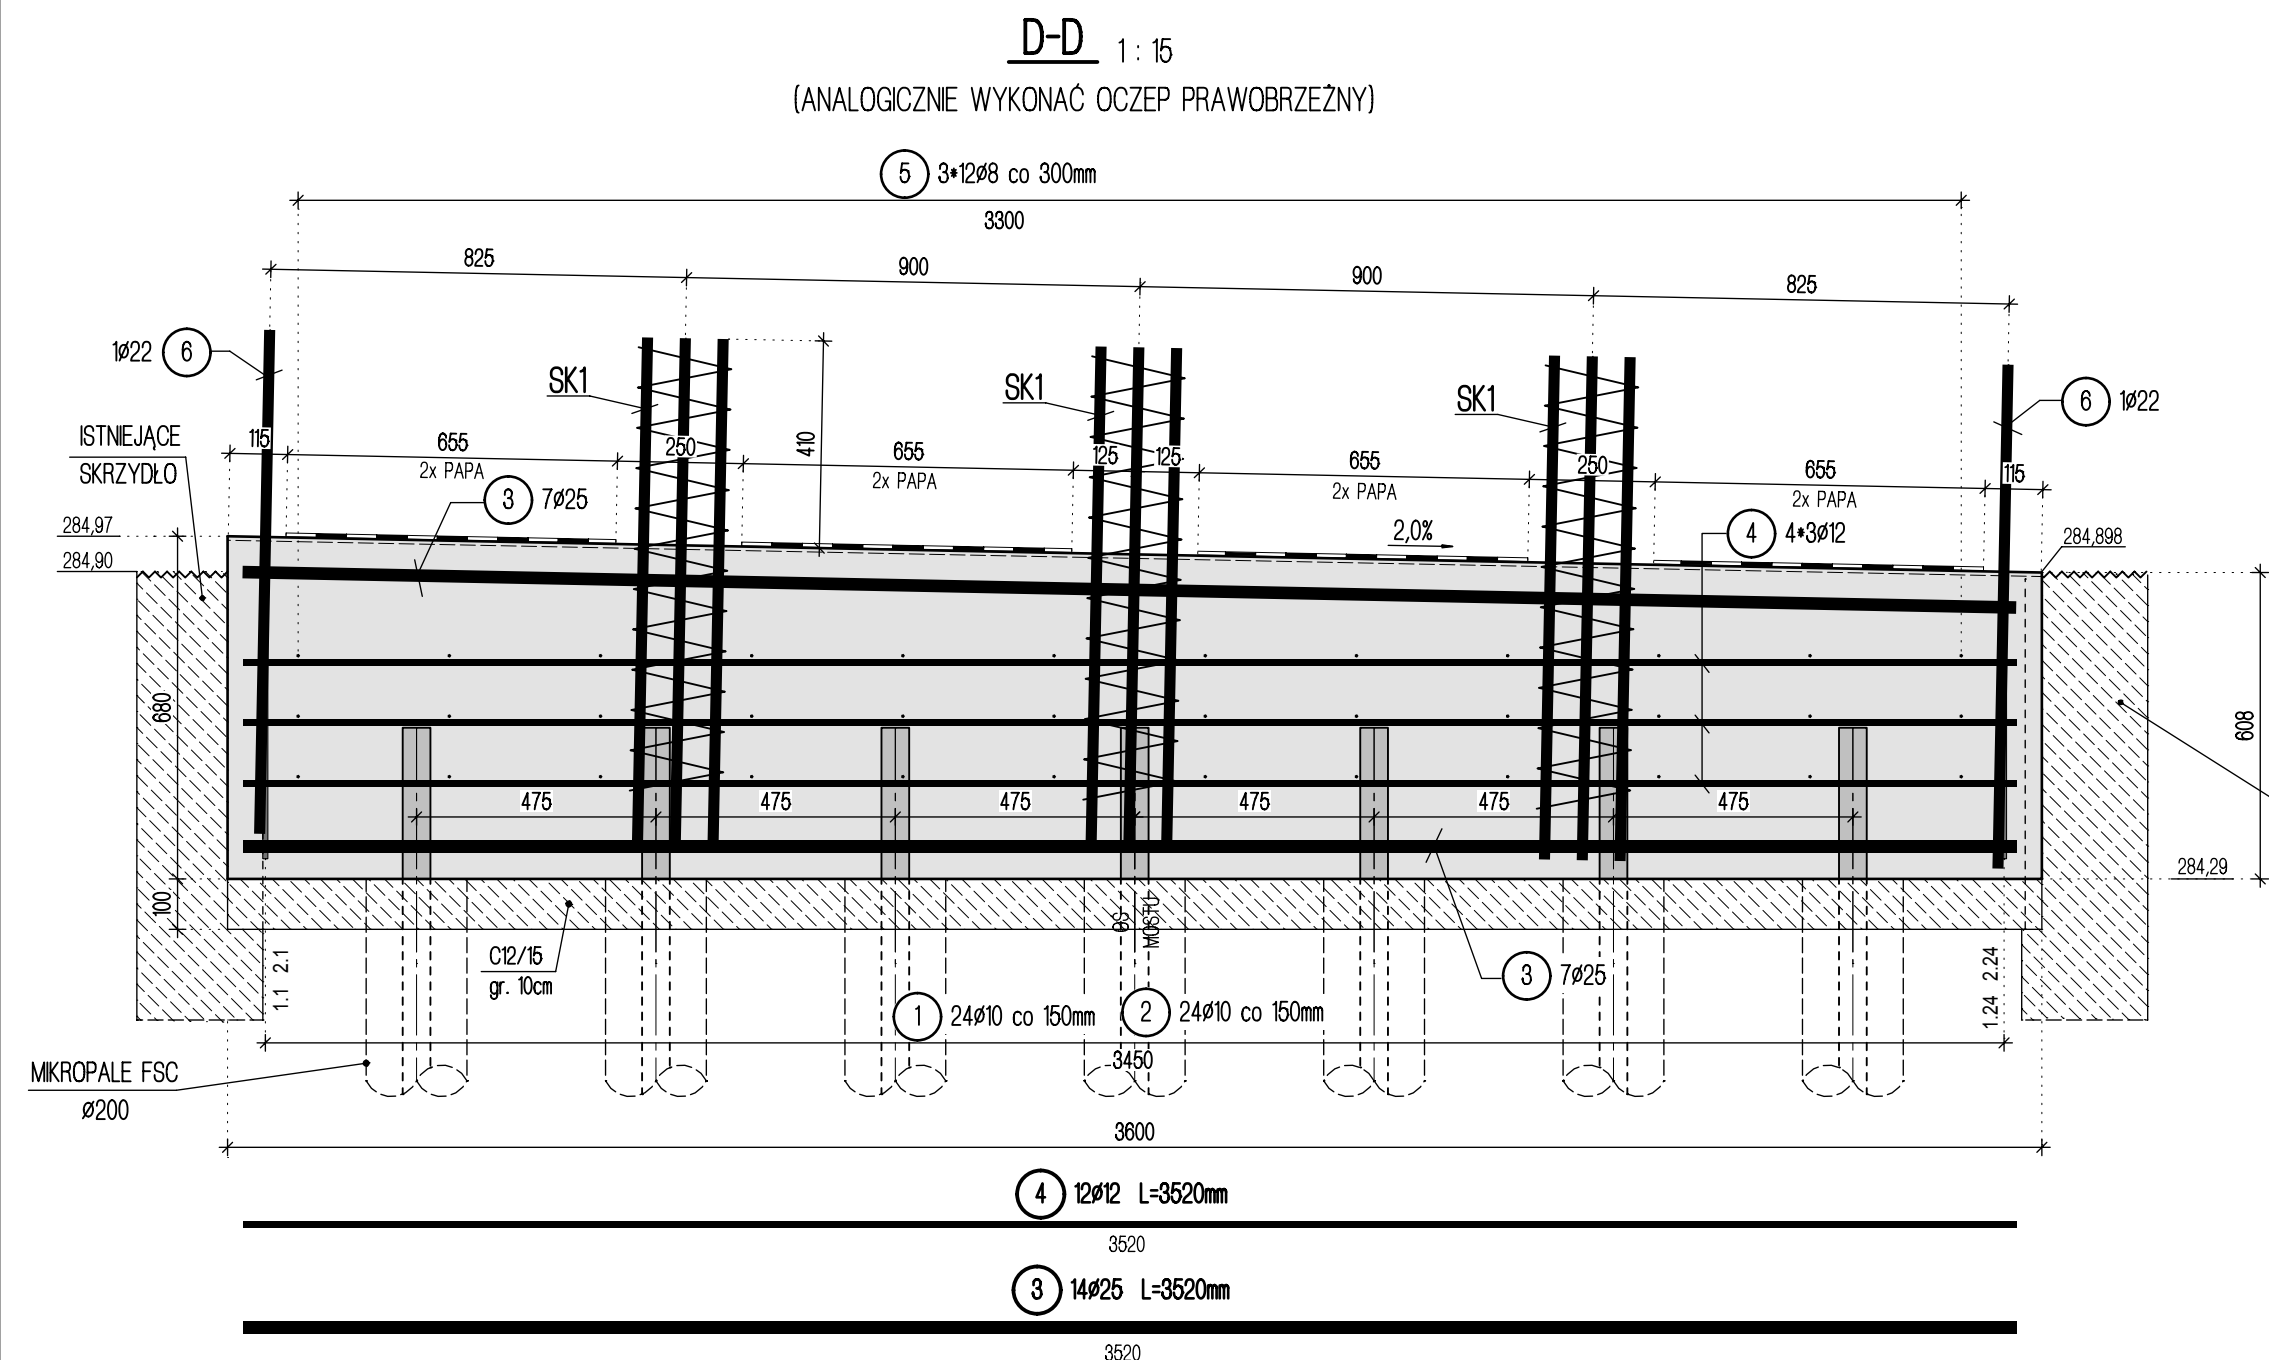 D-D 1 : 15
(ANALOGICZNIE WYKONAĆ OCZEP PRAWOBRZEŻNY)
5 3*12ø8 co 300mm
3300
825 900 900 825
1ø22 6
SK1 SK1 SK1
6 1ø22
410
ISTNIEJĄCE
SKRZYDŁO
115 655 250 655 125 125 655 250 655 115
2x PAPA 2x PAPA 2x PAPA 2x PAPA
3 7ø25
284,97
284,90
2,0%
4 4*3ø12
284,898
680
608
475 475 475 475 475 475
284,29
100
OŚ
MOSTU
C12/15
gr. 10cm
1.1 2.1
1.24 2.24
3 7ø25
1 24ø10 co 150mm 2 24ø10 co 150mm
3450
MIKROPALE FSC
ø200
3600
4 12ø12 L=3520mm
3520
3 14ø25 L=3520mm
3520